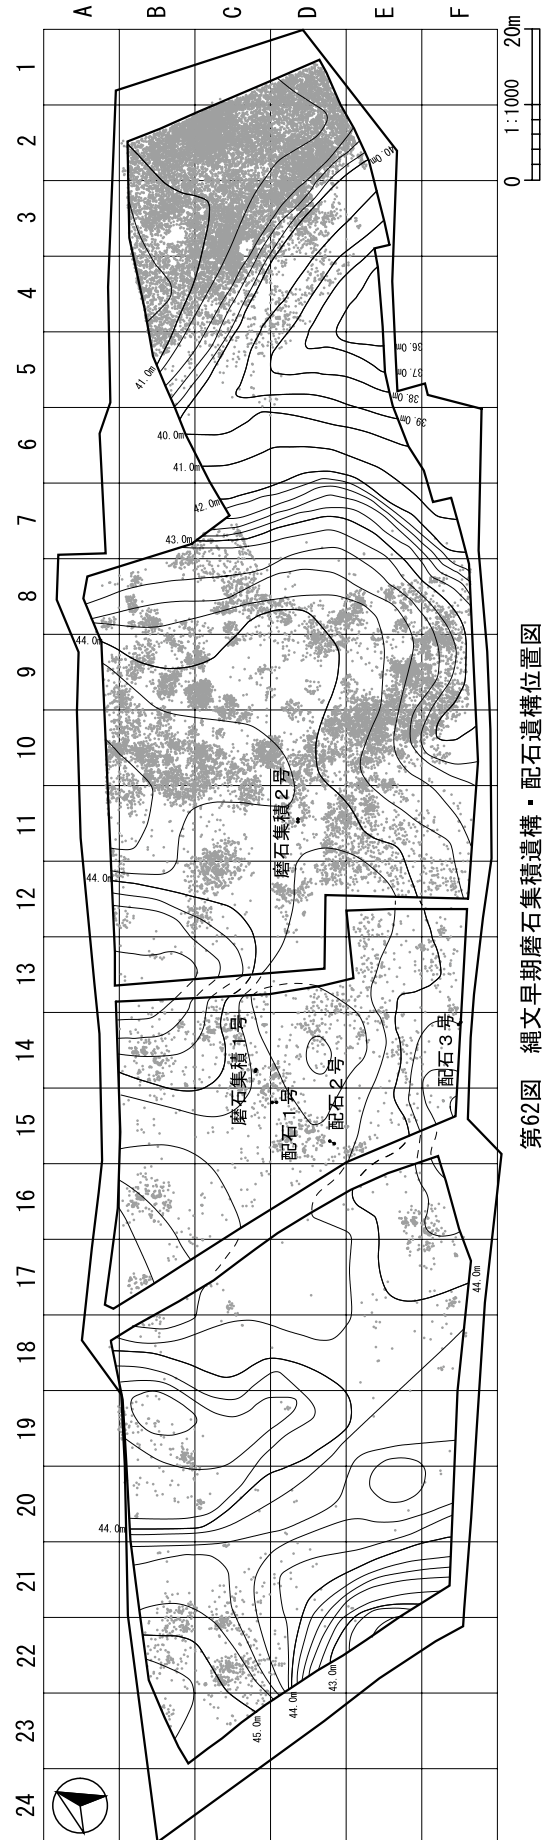 A
B
C
D
E
F
1
2
3
4
5
6
7
8
9
10
11
12
13
14
15
16
17
18
19
20
21
22
23
24
0
1:1000
20m
40.0m
41.0m
36.0m
37.0m
38.0m
39.0m
40.0m
41.0m
42.0m
43.0m
44.0m
磨石集積2号
44.0m
磨石集積1号
配石1号
配石2号
配石3号
44.0m
44.0m
45.0m
44.0m
43.0m
第62図 縄文早期磨石集積遺構・配石遺構位置図